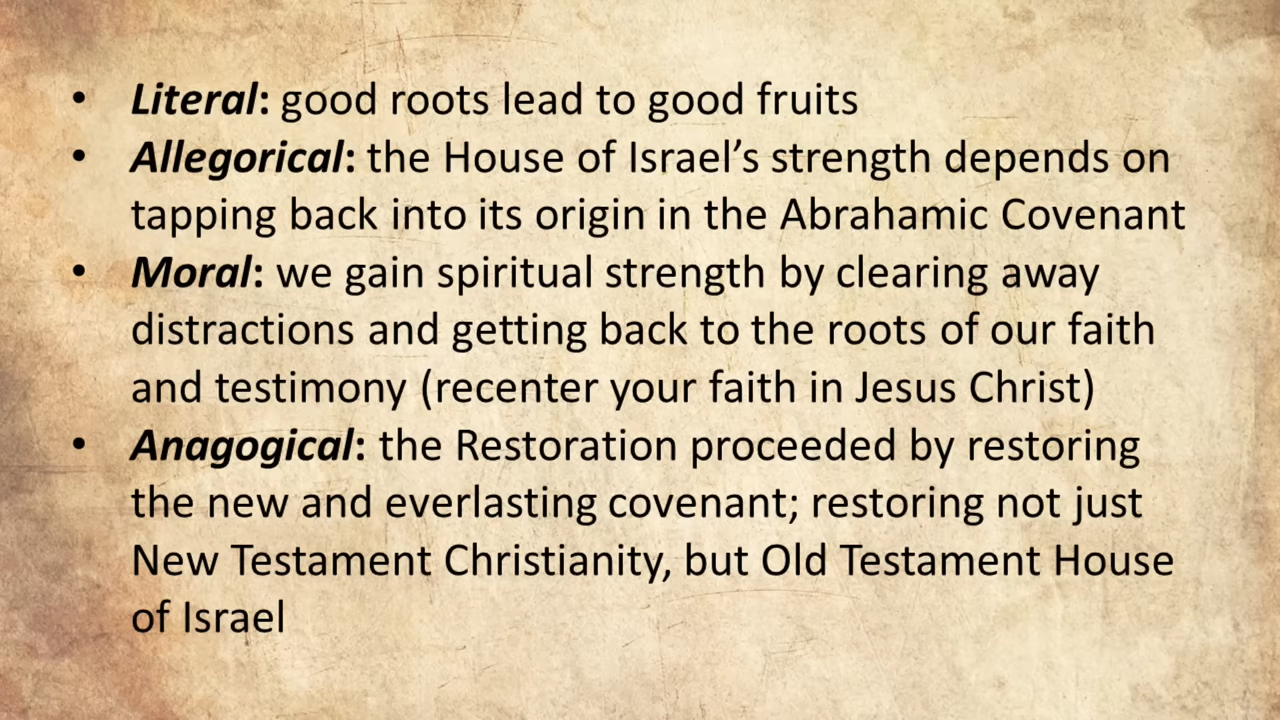 • Literal: good roots lead to good fruits
• Allegorical: the House of Israel’s strength depends on
tapping back into its origin in the Abrahamic Covenant
• Moral: we gain spiritual strength by clearing away
distractions and getting back to the roots of our faith
and testimony (recenter your faith in Jesus Christ)
• Anagogical: the Restoration proceeded by restoring
the new and everlasting covenant; restoring not just
New Testament Christianity, but Old Testament House
of Israel